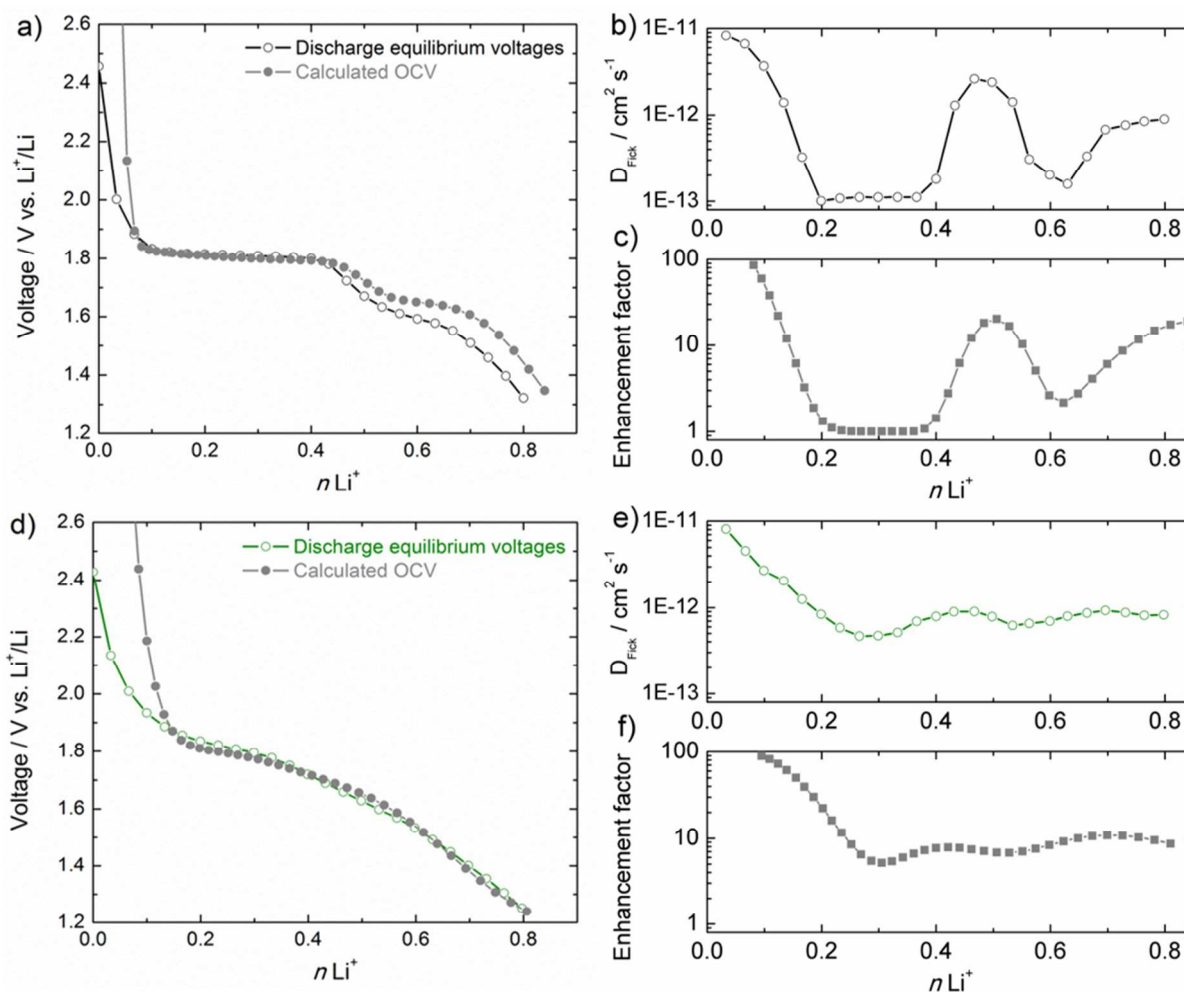 a)
2.6
2.4
2.2
2.0
1.8
1.6
1.4
1.2
Voltage / V vs. Li⁺/Li
Discharge equilibrium voltages
Calculated OCV
0.0 0.2 0.4 0.6 0.8
n Li⁺
b)
1E-11
1E-12
1E-13
D_Fick / cm² s⁻¹
0.0 0.2 0.4 0.6 0.8
c)
100
10
1
Enhancement factor
0.0 0.2 0.4 0.6 0.8
n Li⁺
d)
2.6
2.4
2.2
2.0
1.8
1.6
1.4
1.2
Voltage / V vs. Li⁺/Li
Discharge equilibrium voltages
Calculated OCV
0.0 0.2 0.4 0.6 0.8
n Li⁺
e)
1E-11
1E-12
1E-13
D_Fick / cm² s⁻¹
0.0 0.2 0.4 0.6 0.8
f)
100
10
1
Enhancement factor
0.0 0.2 0.4 0.6 0.8
n Li⁺